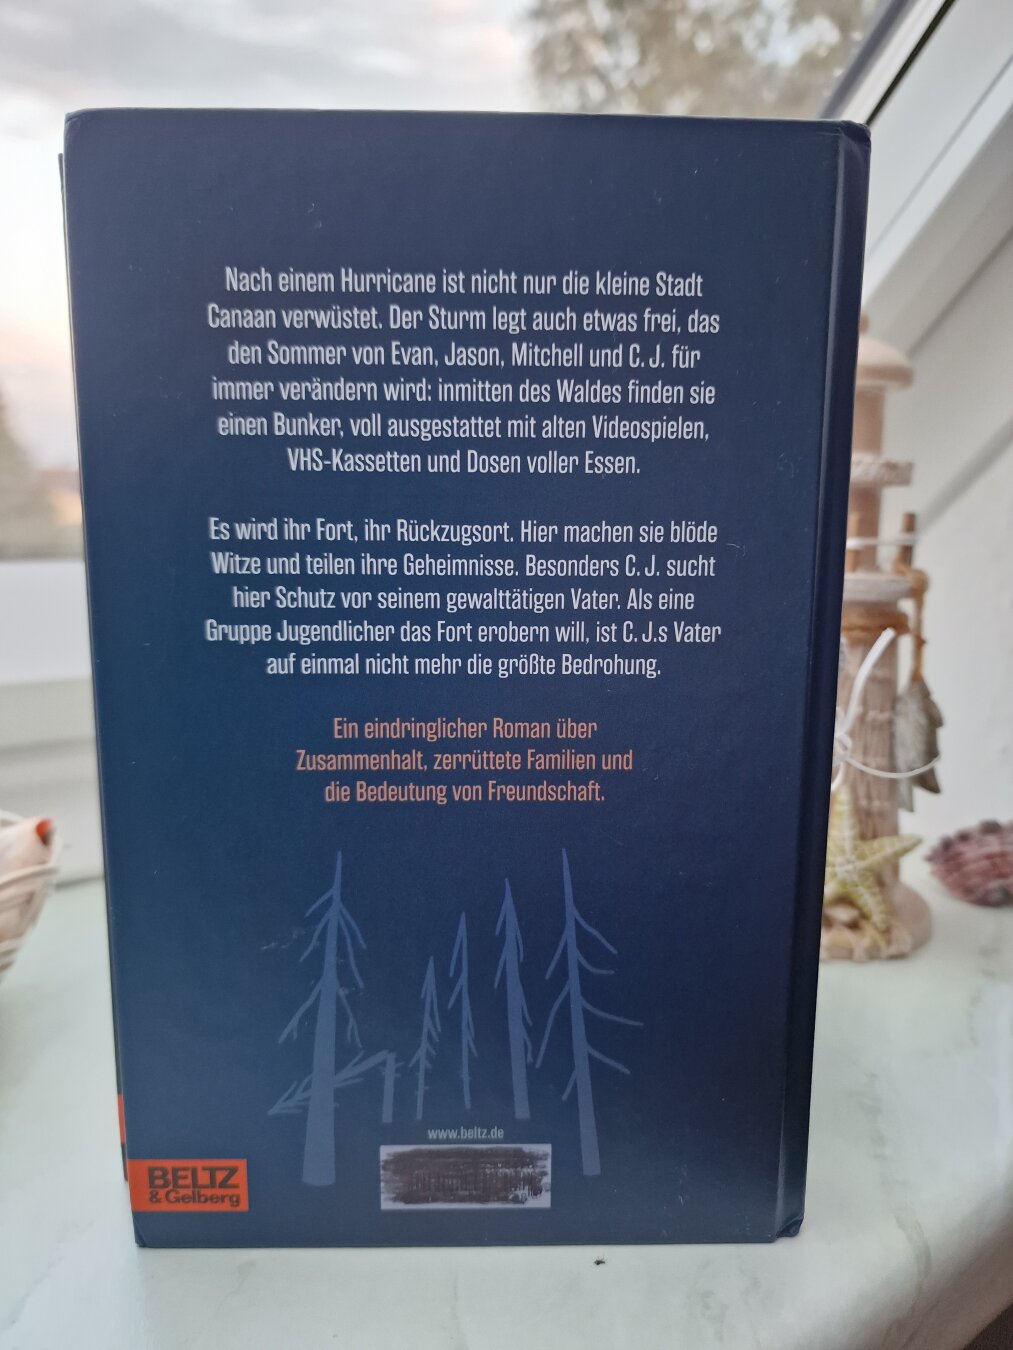 Nach einem Hurricane ist nicht nur die kleine Stadt
Canaan verwüstet. Der Sturm legt auch etwas frei, das
den Sommer von Evan, Jason, Mitchell und C. J. für
immer verändern wird: inmitten des Waldes finden sie
einen Bunker, voll ausgestattet mit alten Videospielen,
VHS-Kassetten und Dosen voller Essen.
Es wird ihr Fort, ihr Rückzugsort. Hier machen sie blöde
Witze und teilen ihre Geheimnisse. Besonders C. J. sucht
hier Schutz vor seinem gewalttätigen Vater. Als eine
Gruppe Jugendlicher das Fort erobern will, ist C. J.s Vater
auf einmal nicht mehr die größte Bedrohung.
Ein eindringlicher Roman über
Zusammenhalt, zerrüttete Familien und
die Bedeutung von Freundschaft.
www.beltz.de
BELTZ
& Gelberg